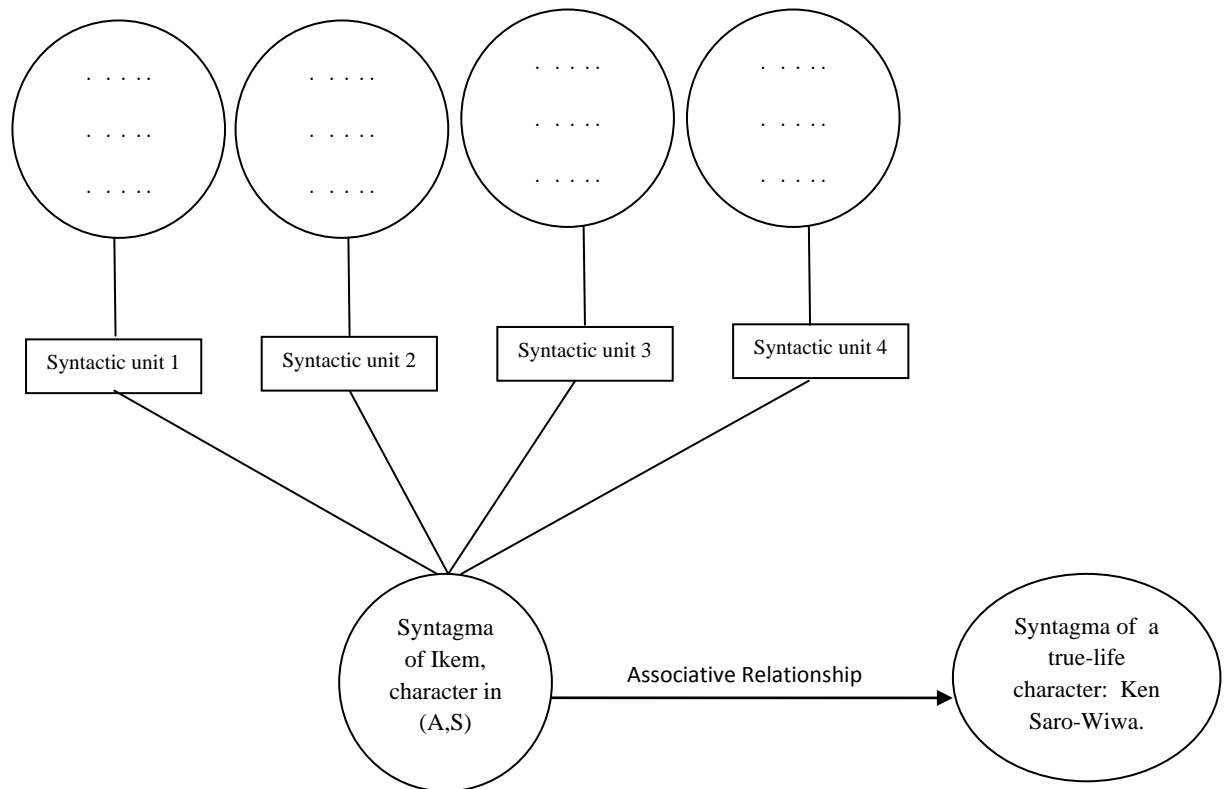 . . . . .
. . . . .
. . . . .
. . . . .
. . . . .
. . . . .
. . . . .
. . . . .
. . . . .
. . . . .
. . . . .
. . . . .
Syntactic unit 1
Syntactic unit 2
Syntactic unit 3
Syntactic unit 4
Syntagma
of Ikem,
character in
(A,S)
Associative Relationship
Syntagma of a
true-life
character: Ken
Saro-Wiwa.